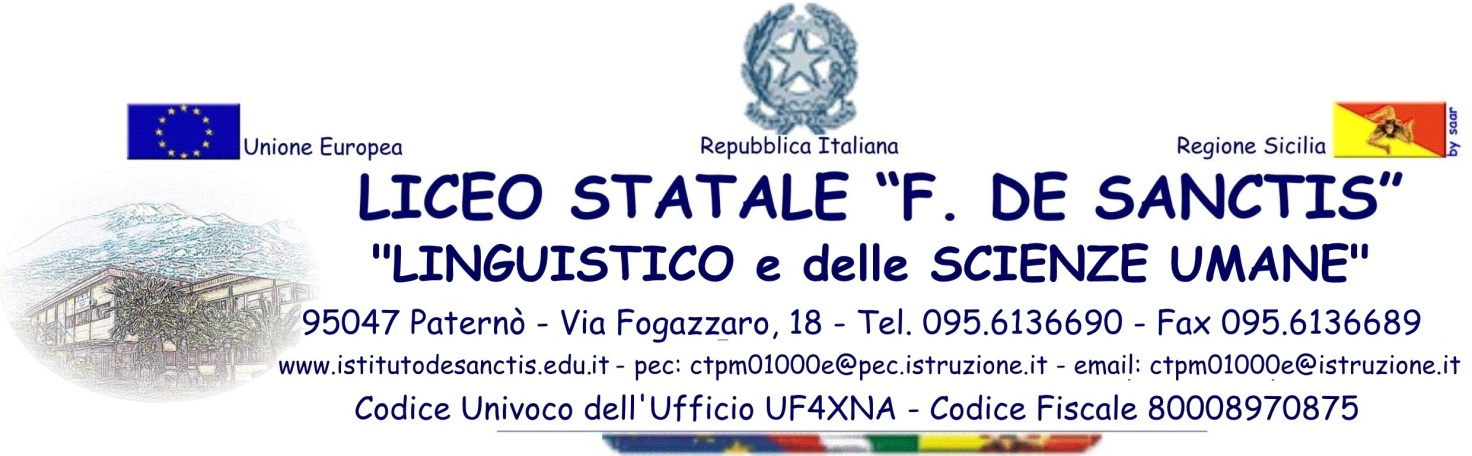 Unione Europea
Repubblica Italiana
Regione Sicilia
by saar
LICEO STATALE “F. DE SANCTIS”
"LINGUISTICO e delle SCIENZE UMANE"
95047 Paternò - Via Fogazzaro, 18 - Tel. 095.6136690 - Fax 095.6136689
www.istitutodesanctis.edu.it - pec: ctpm01000e@pec.istruzione.it - email: ctpm01000e@istruzione.it
Codice Univoco dell'Ufficio UF4XNA - Codice Fiscale 80008970875